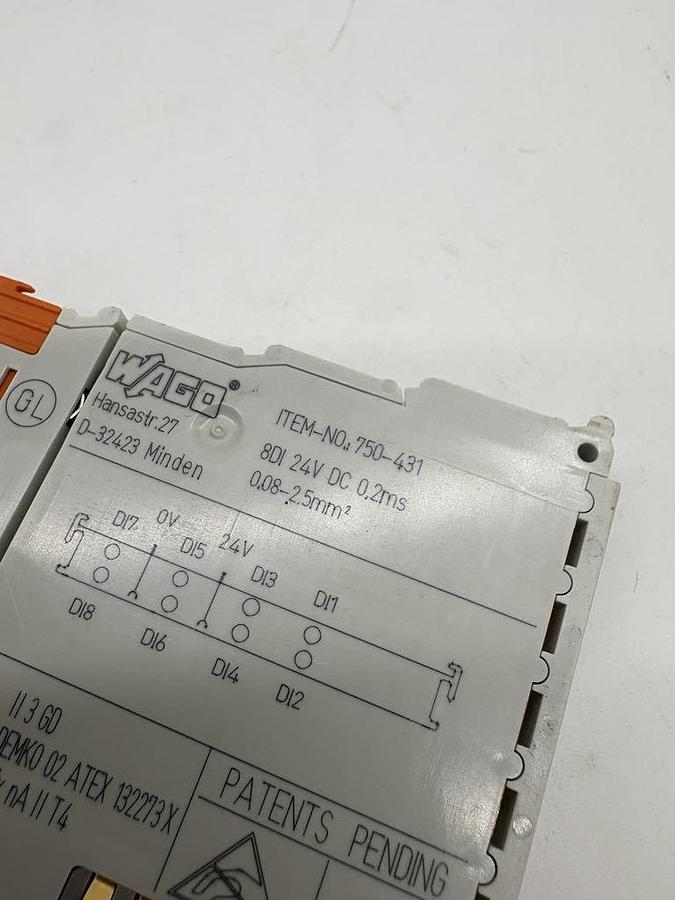 GL
WAGO®
Hansastr.27
D-32423 Minden
ITEM-NO.: 750-431
8DI 24V DC 0,2ms
0,08-2,5mm²
DI7 0V DI5 24V DI3 DI1
DI8 DI6 DI4 DI2
II 3 GD
DEMKO 02 ATEX 132273 X
nA II T4
PATENTS PENDING